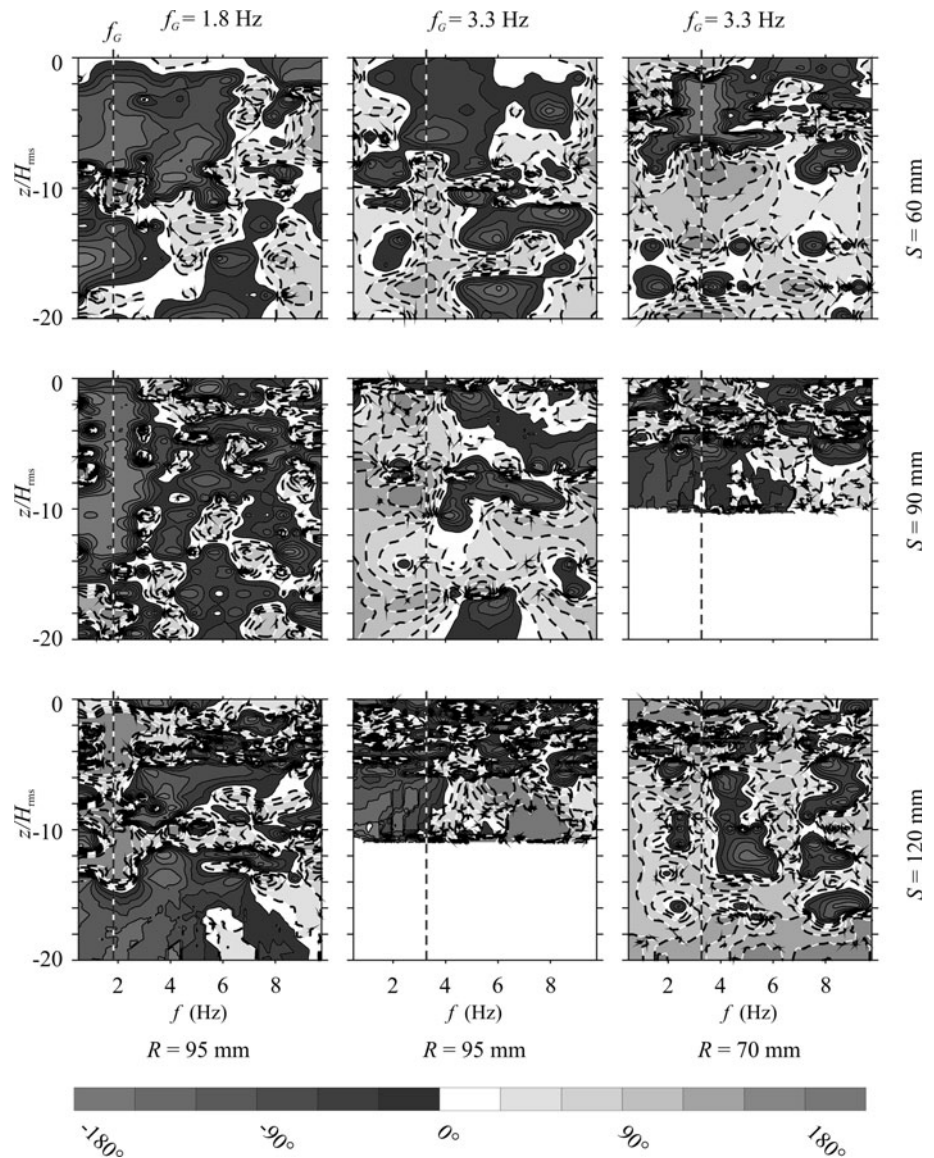 f_G = 1.8 Hz f_G = 3.3 Hz f_G = 3.3 Hz
f_G
0
-10
-20
z/H_rms
S = 60 mm
0
-10
-20
z/H_rms
S = 90 mm
0
-10
-20
z/H_rms
S = 120 mm
2 4 6 8 2 4 6 8 2 4 6 8
f (Hz) f (Hz) f (Hz)
R = 95 mm R = 95 mm R = 70 mm
-180° -90° 0° -90° 180°